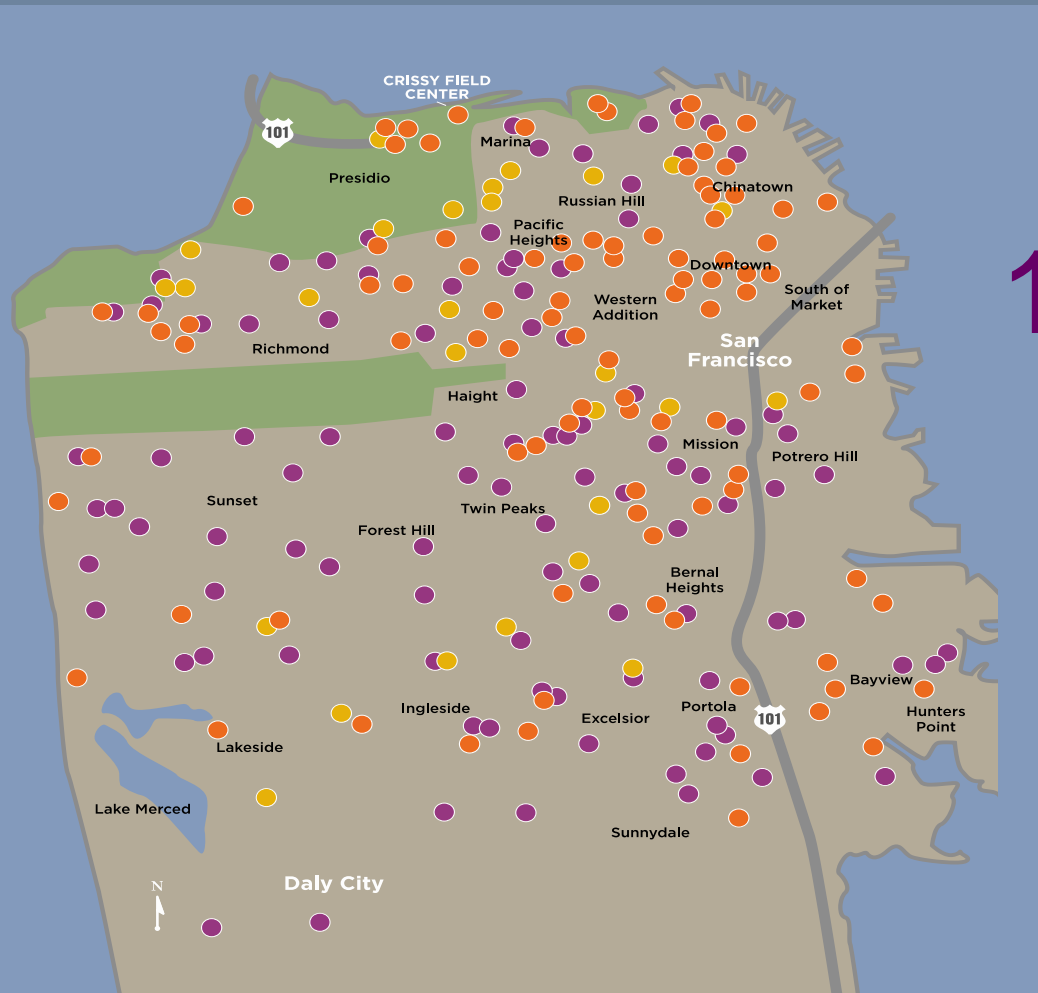 CRISSY FIELD
CENTER
101
Marina
Presidio
Chinatown
Russian Hill
Pacific
Heights
Downtown
South of
Market
Western
Addition
1
San
Francisco
Richmond
Haight
Mission
Potrero Hill
Sunset
Twin Peaks
Forest Hill
Bernal
Heights
Bayview
Portola
Ingleside
Hunters
Point
Excelsior
101
Lakeside
Lake Merced
Sunnydale
Daly City
N